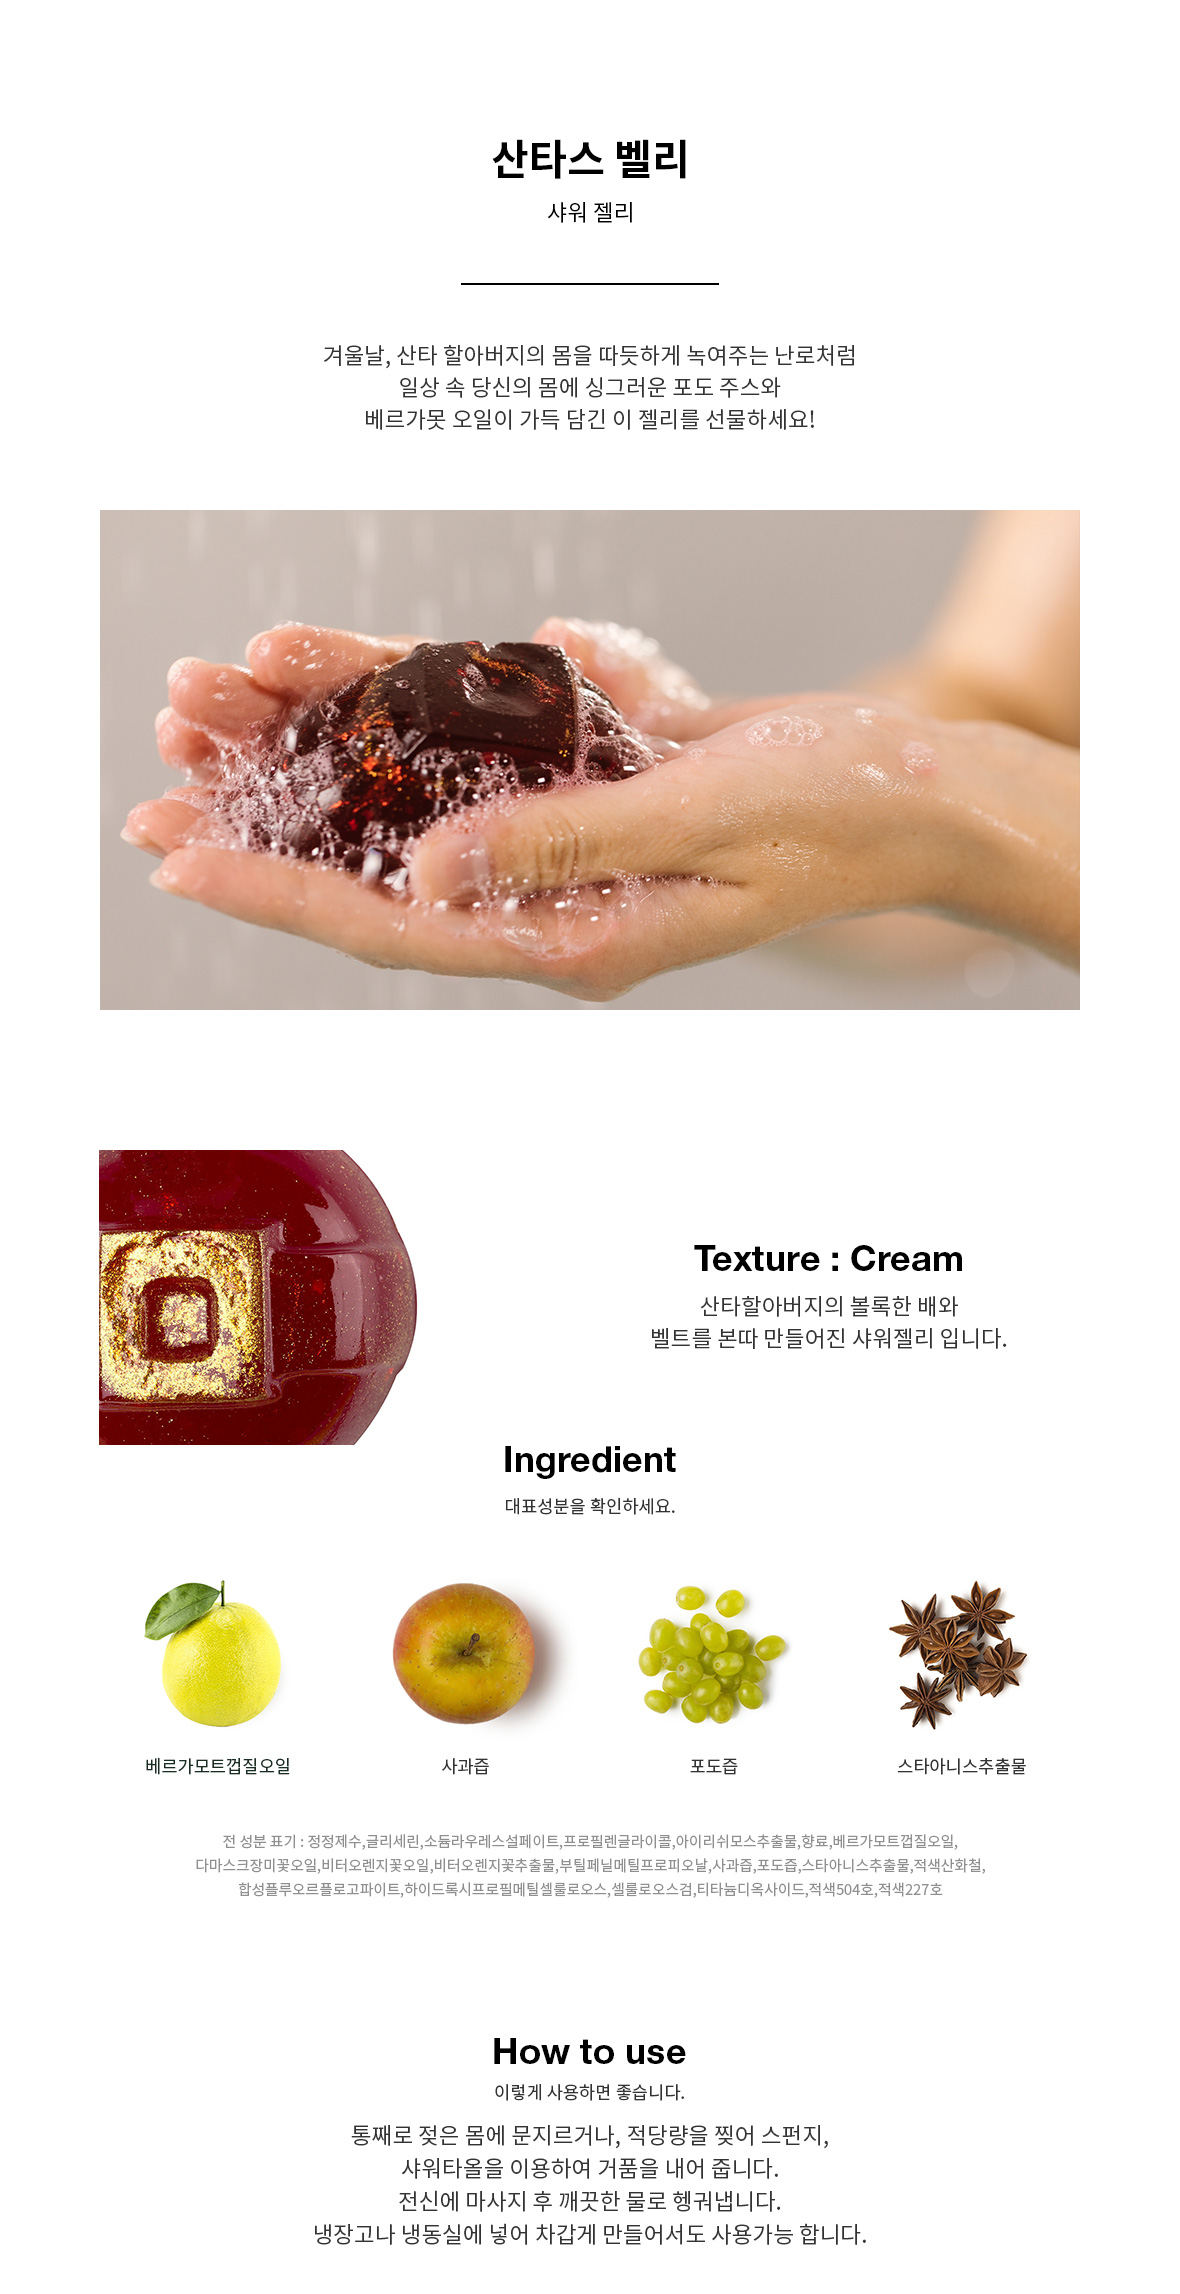 산타스 벨리
샤워 젤리
겨울날, 산타 할아버지의 몸을 따듯하게 녹여주는 난로처럼
일상 속 당신의 몸에 싱그러운 포도 주스와
베르가못 오일이 가득 담긴 이 젤리를 선물하세요!
Texture : Cream
산타할아버지의 볼록한 배와
벨트를 본따 만들어진 샤워젤리 입니다.
Ingredient
대표성분을 확인하세요.
베르가모트껍질오일
사과즙
포도즙
스타아니스추출물
전 성분 표기 : 정정제수,글리세린,소듐라우레스설페이트,프로필렌글라이콜,아이리쉬모스추출물,향료,베르가모트껍질오일,
다마스크장미꽃오일,비터오렌지꽃오일,비터오렌지꽃추출물,부틸페닐메틸프로피오날,사과즙,포도즙,스타아니스추출물,적색산화철,
합성플루오르플로고파이트,하이드록시프로필메틸셀룰로오스,셀룰로오스검,티타늄디옥사이드,적색504호,적색227호
How to use
이렇게 사용하면 좋습니다.
통째로 젖은 몸에 문지르거나, 적당량을 찢어 스펀지,
샤워타올을 이용하여 거품을 내어 줍니다.
전신에 마사지 후 깨끗한 물로 헹궈냅니다.
냉장고나 냉동실에 넣어 차갑게 만들어서도 사용가능 합니다.